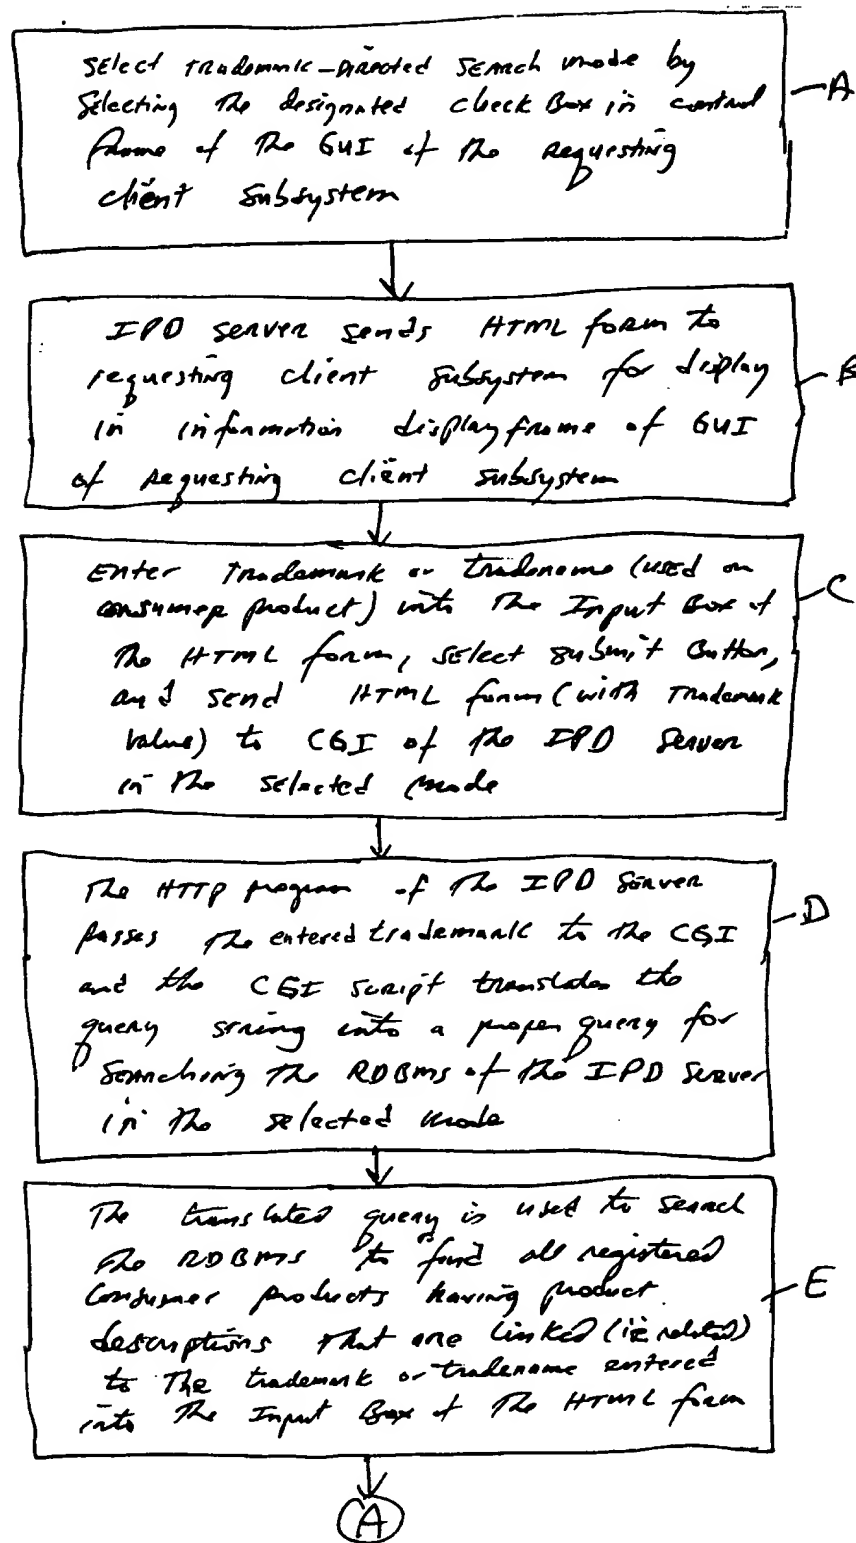 Select Trademark-Directed Search mode by
Selecting The designated check Box in control
frame of The GUI of the requesting
client Subsystem
A
IPD server sends HTML form to
requesting client subsystem for display
in information display frame of GUI
of requesting client subsystem
B
Enter Trademark or tradename (used on
consumer product) into The Input Box of
The HTML form, select submit Button,
and send HTML form (with Trademark
value) to CGI of the IPD Server
in The selected mode
C
The HTTP program of The IPD Server
passes The entered trademark to the CGI
and the CGI script translates the
query string into a proper query for
Searching The RDBMS of the IPD Server
in The selected mode
D
The translated query is used to search
The RDBMS to find all registered
Consumer products having product
descriptions That are linked (ie related)
to The trademark or tradename entered
into The Input Box of The HTML form
E
A